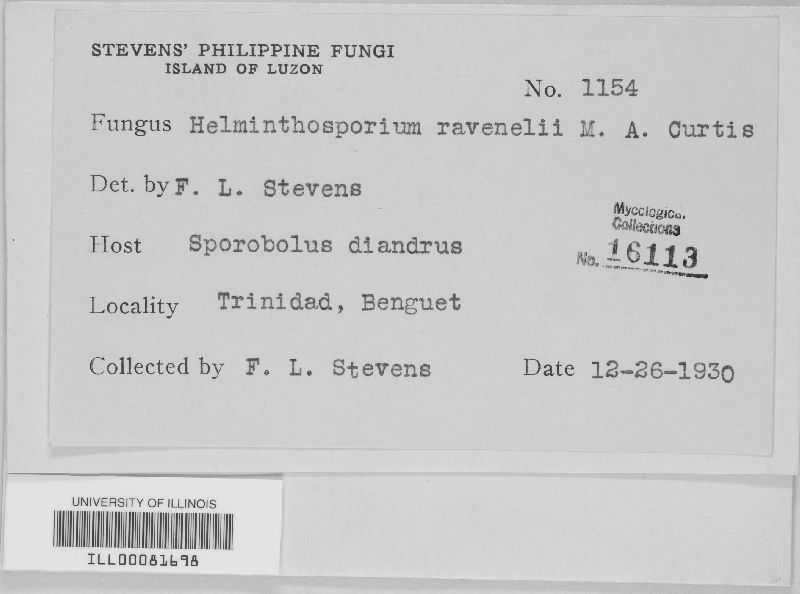 STEVENS' PHILIPPINE FUNGI
ISLAND OF LUZON
No. 1154
Fungus Helminthosporium ravenelii M. A. Curtis
Det. by F. L. Stevens
Mycological
Collections
Host Sporobolus diandrus
No. 16113
Locality Trinidad, Benguet
Collected by F. L. Stevens Date 12-26-1930
UNIVERSITY OF ILLINOIS
ILL00081698